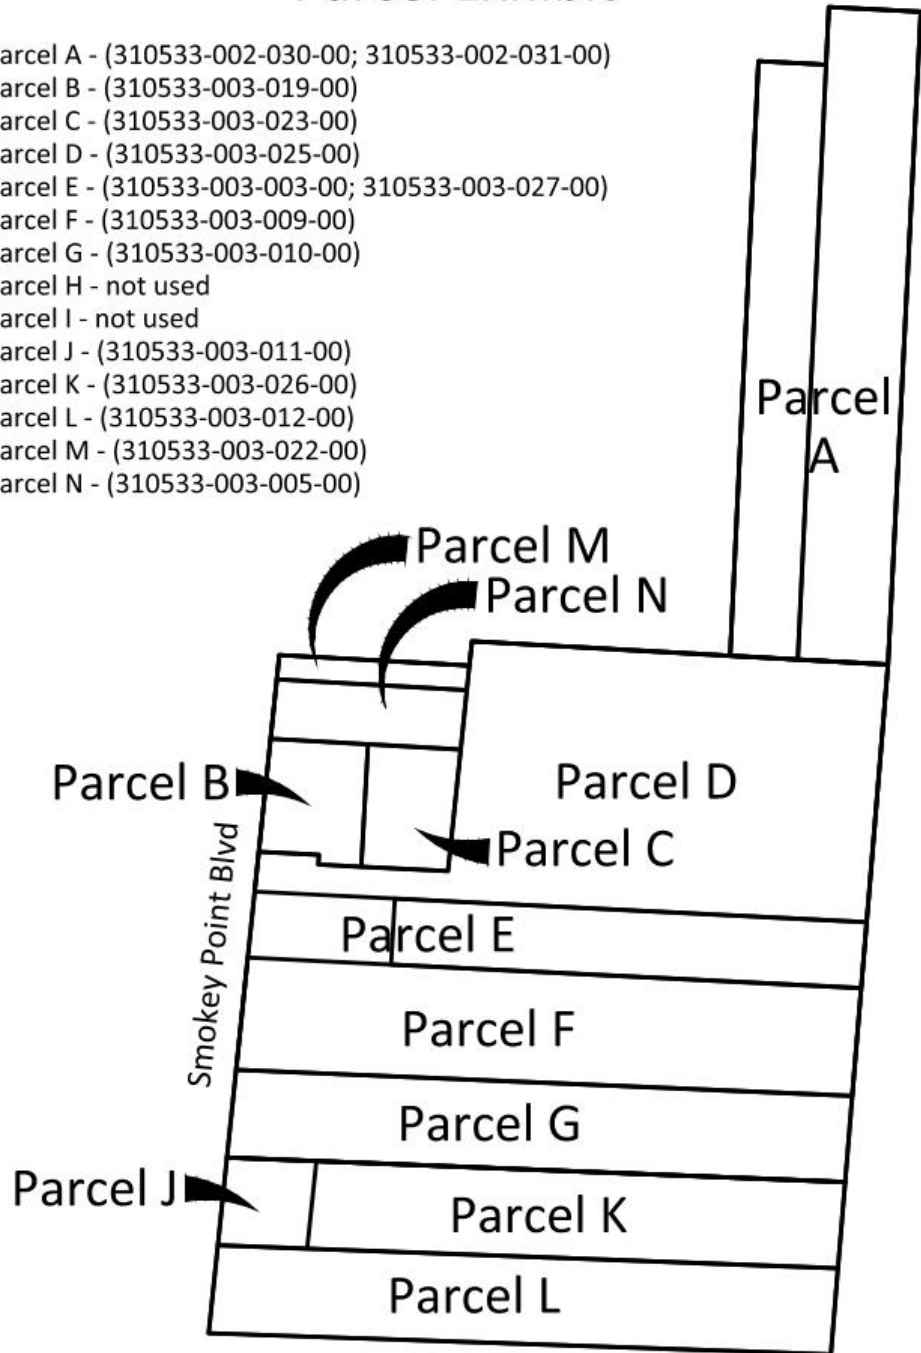 arcel A - (310533-002-030-00; 310533-002-031-00)
arcel B - (310533-003-019-00)
arcel C - (310533-003-023-00)
arcel D - (310533-003-025-00)
arcel E - (310533-003-003-00; 310533-003-027-00)
arcel F - (310533-003-009-00)
arcel G - (310533-003-010-00)
arcel H - not used
arcel I - not used
arcel J - (310533-003-011-00)
arcel K - (310533-003-026-00)
arcel L - (310533-003-012-00)
arcel M - (310533-003-022-00)
arcel N - (310533-003-005-00)
Parcel
A
Parcel M
Parcel N
Parcel B
Parcel D
Parcel C
Smokey Point Blvd
Parcel E
Parcel F
Parcel G
Parcel J
Parcel K
Parcel L